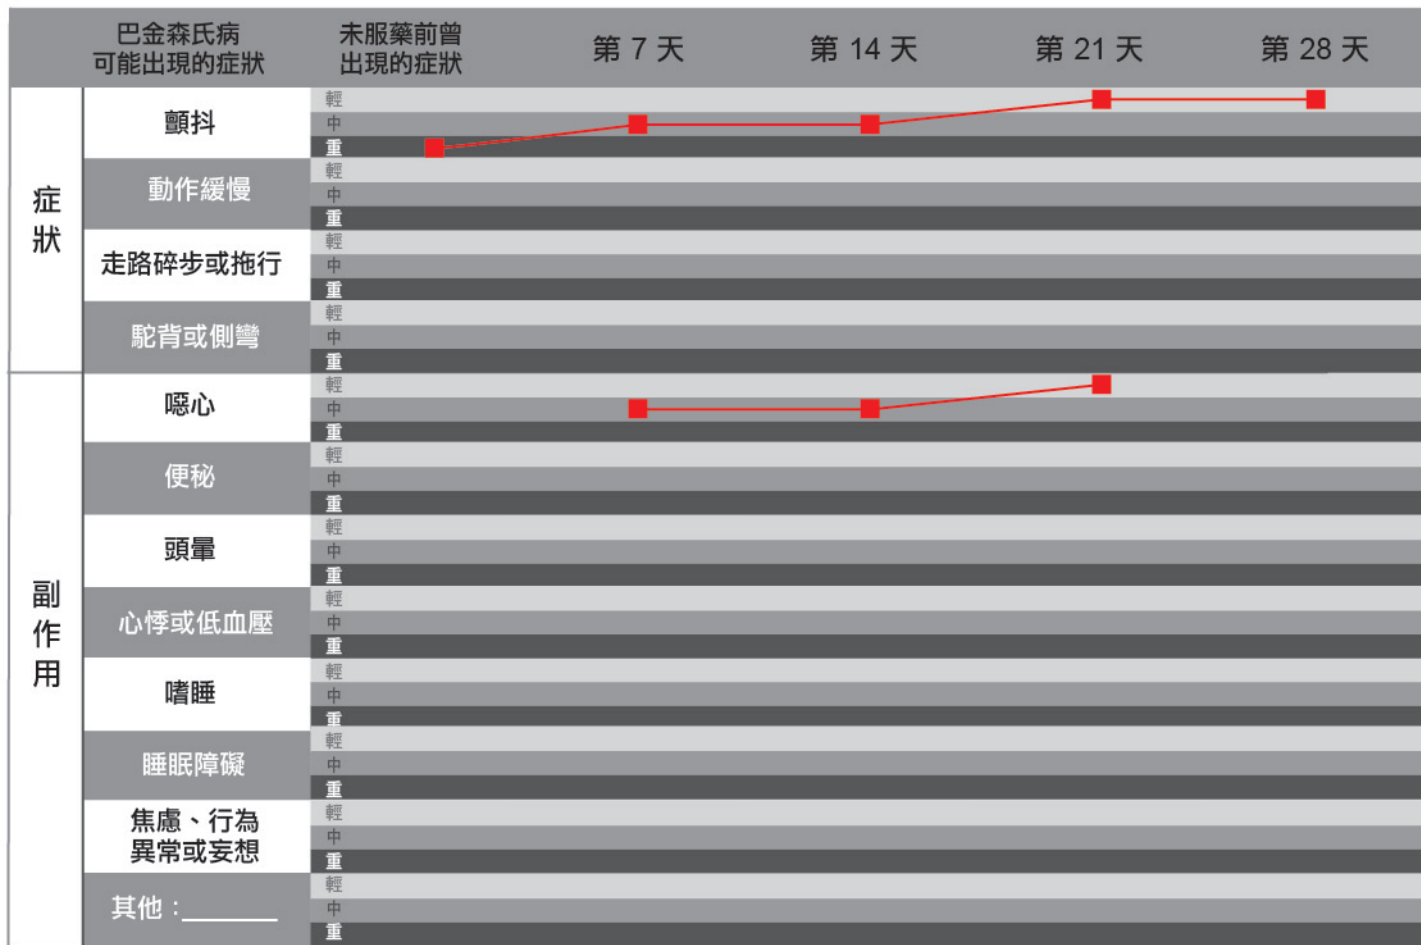 巴金森氏病
可能出現的症狀
未服藥前曾
出現的症狀
第 7 天
第 14 天
第 21 天
第 28 天
症狀
顫抖
輕
中
重
動作緩慢
輕
中
重
走路碎步或拖行
輕
中
重
駝背或側彎
輕
中
重
副作用
噁心
輕
中
重
便秘
輕
中
重
頭暈
輕
中
重
心悸或低血壓
輕
中
重
嗜睡
輕
中
重
睡眠障礙
輕
中
重
焦慮、行為
異常或妄想
輕
中
重
其他：_______
輕
中
重